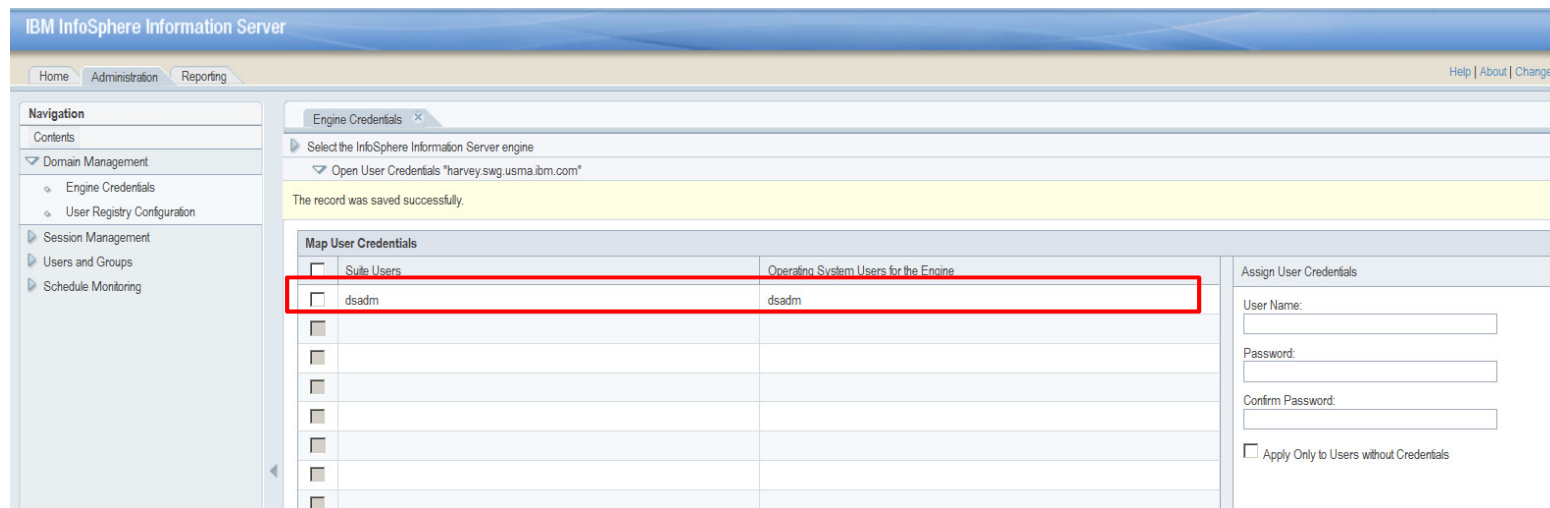 IBM InfoSphere Information Server
Home Administration Reporting
Help | About | Change
Navigation
Contents
Domain Management
Engine Credentials
User Registry Configuration
Session Management
Users and Groups
Schedule Monitoring
Engine Credentials
Select the InfoSphere Information Server engine
Open User Credentials "harvey.swg.usma.ibm.com"
The record was saved successfully.
Map User Credentials
Suite Users Operating System Users for the Engine
dsadm dsadm
Assign User Credentials
User Name:
Password:
Confirm Password:
Apply Only to Users without Credentials